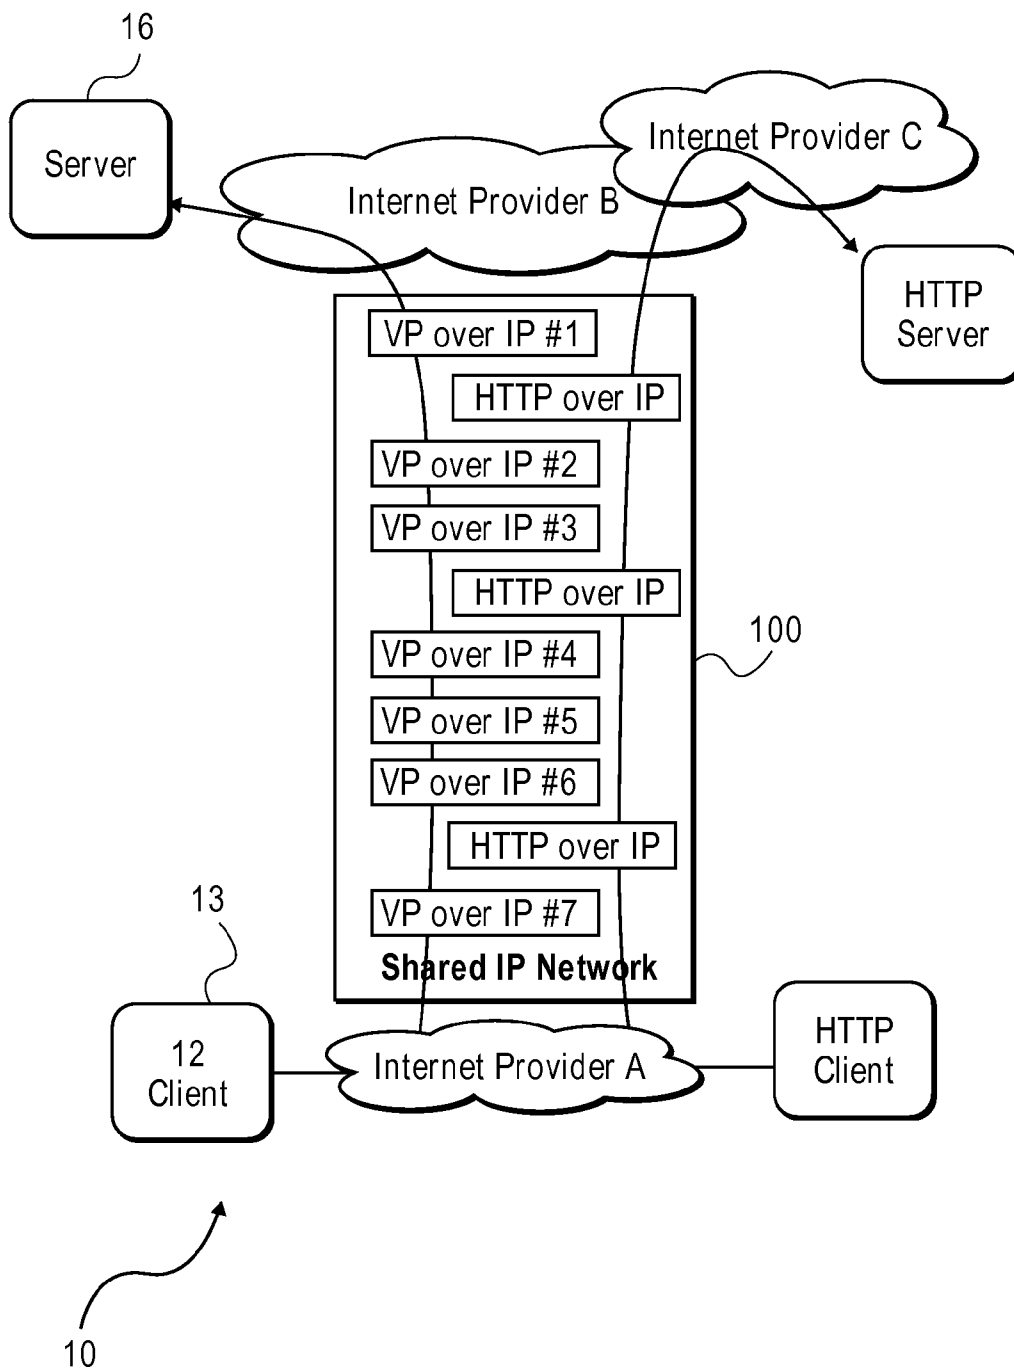 16
Server
Internet Provider C
Internet Provider B
HTTP
Server
VP over IP #1
HTTP over IP
VP over IP #2
VP over IP #3
HTTP over IP
100
VP over IP #4
VP over IP #5
VP over IP #6
HTTP over IP
13
VP over IP #7
Shared IP Network
12
Client
Internet Provider A
HTTP
Client
10